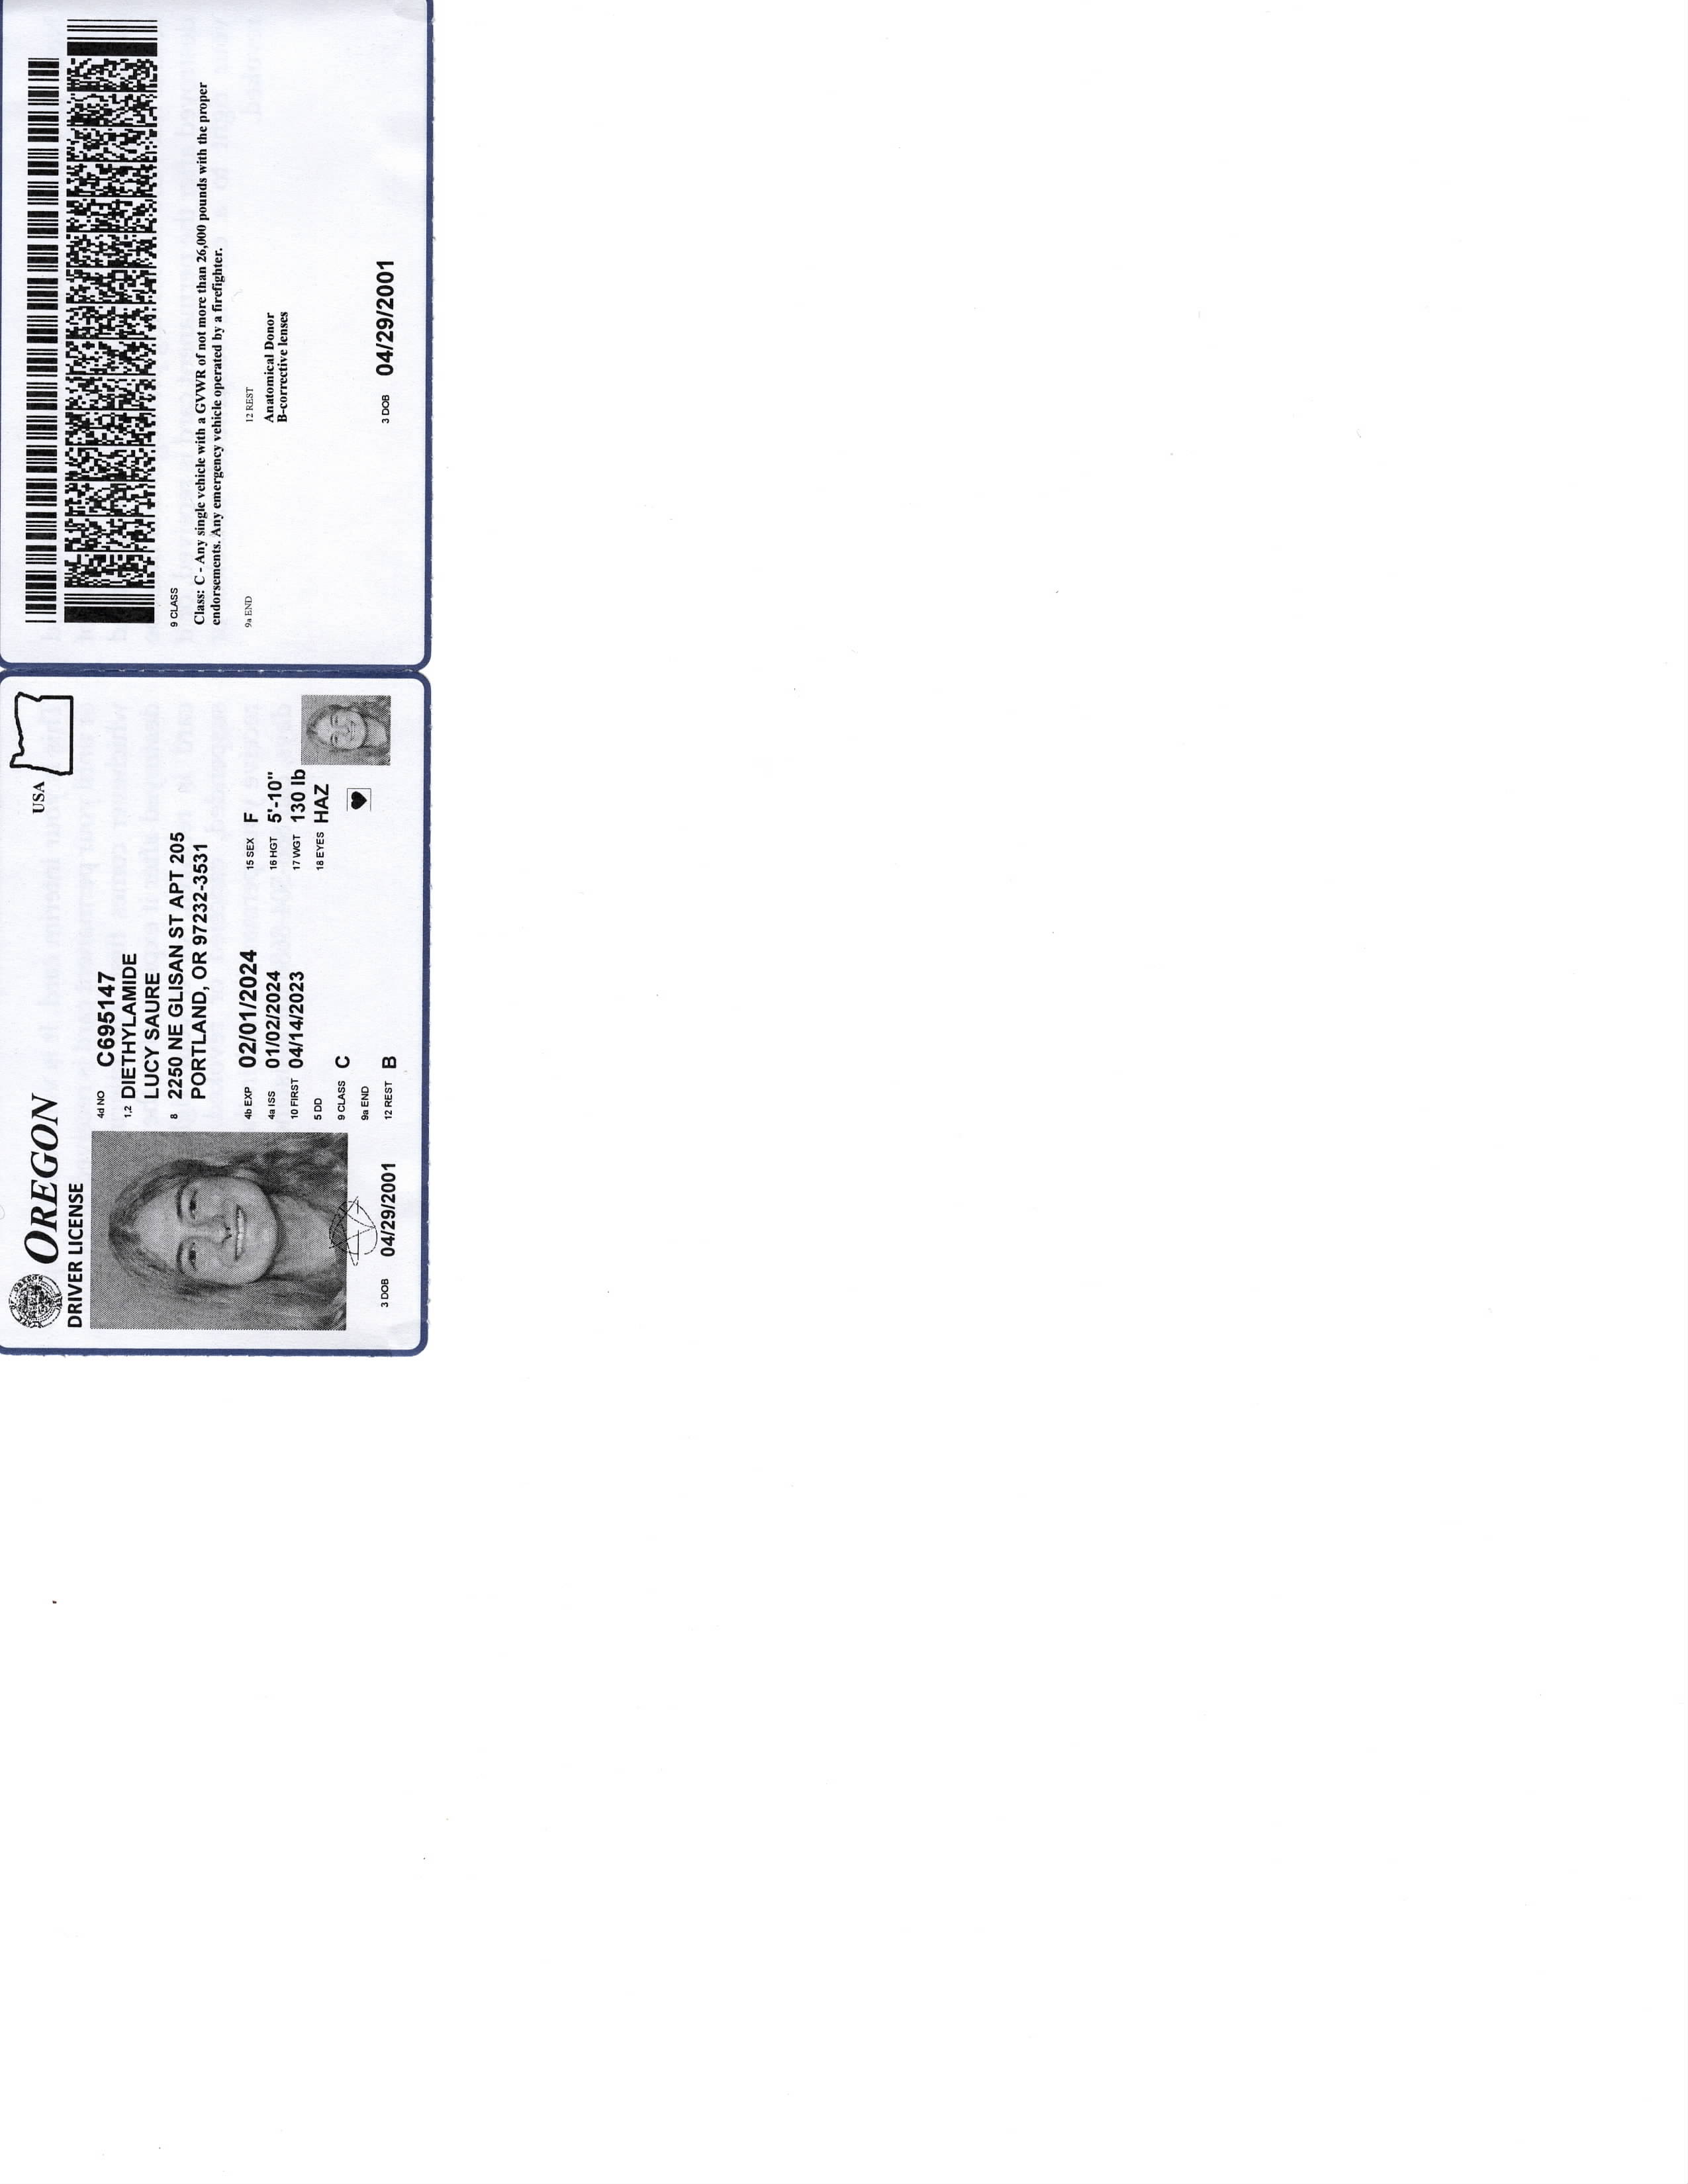 OREGON
USA
DRIVER LICENSE
4d NO C695147
1,2 DIETHYLAMIDE
LUCY SAURE
8 2250 NE GLISAN ST APT 205
PORTLAND, OR 97232-3531
4b EXP 02/01/2024
4a ISS 01/02/2024
10 FIRST 04/14/2023
5 DD
9 CLASS C
9a END
12 REST B
15 SEX F
16 HGT 5'-10"
17 WGT 130 lb
18 EYES HAZ
3 DOB 04/29/2001
9 CLASS
Class: C - Any single vehicle with a GVWR of not more than 26,000 pounds with the proper
endorsements. Any emergency vehicle operated by a firefighter.
9a END
12 REST
Anatomical Donor
B-corrective lenses
3 DOB 04/29/2001